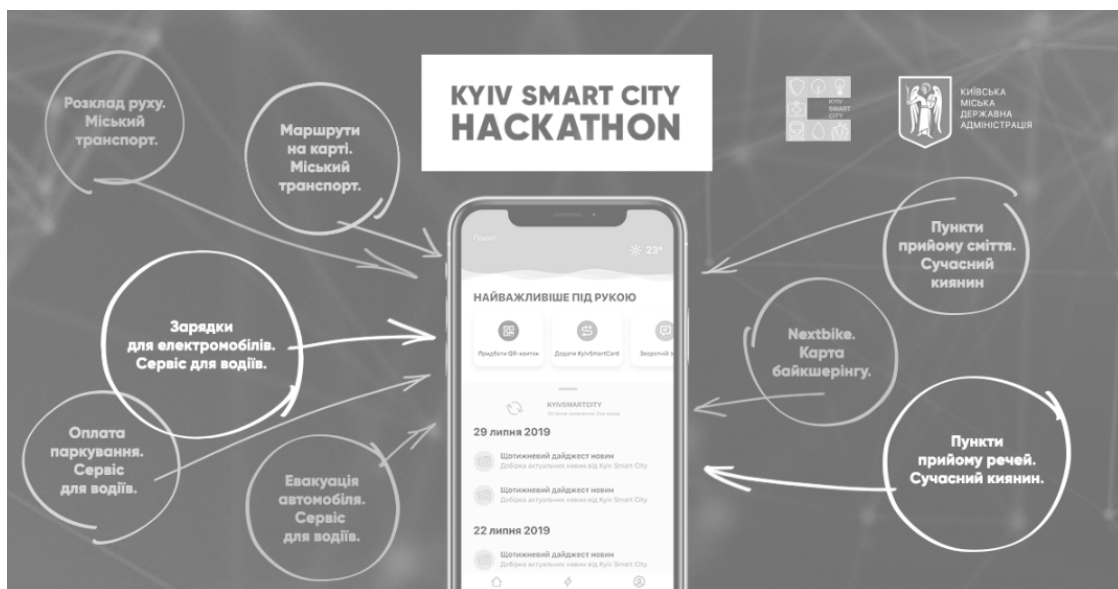 KYIV SMART CITY
HACKATHON
KYIV
SMART
CITY
КИЇВСЬКА
МІСЬКА
ДЕРЖАВНА
АДМІНІСТРАЦІЯ
Розклад руху.
Міський
транспорт.
Маршрути
на карті.
Міський
транспорт.
Зарядки
для електромобілів.
Сервіс для водіїв.
Оплата
паркування.
Сервіс
для водіїв.
Евакуація
автомобіля.
Сервіс
для водіїв.
Привіт
23°
НАЙВАЖЛИВІШЕ ПІД РУКОЮ
Придбати QR-квиток
Додати KyivSmartCard
Зворотній
KYIVSMARTCITY
29 липня 2019
Щотижневий дайджест новин
Добірка актуальних новин від Kyiv Smart City.
Щотижневий дайджест новин
Добірка актуальних новин від Kyiv Smart City.
22 липня 2019
Щотижневий дайджест новин
Добірка актуальних новин від Kyiv Smart City.
Пункти
прийому сміття.
Сучасний
киянин
Nextbike.
Карта
байкшерінгу.
Пункти
прийому речей.
Сучасний киянин.